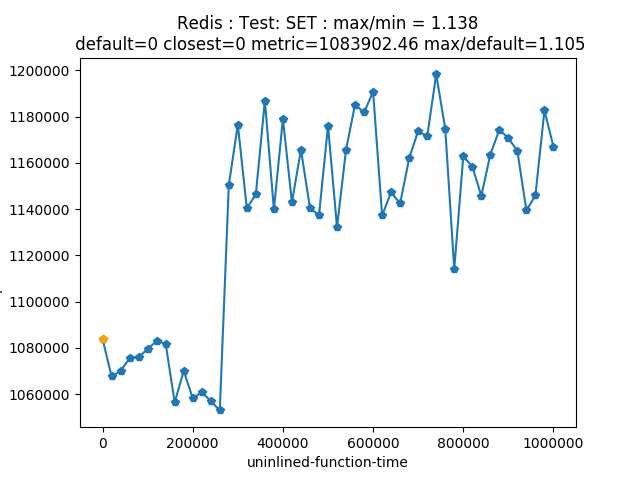 Redis : Test: SET : max/min = 1.138
default=0 closest=0 metric=1083902.46 max/default=1.105
1200000
1180000
1160000
1140000
1120000
1100000
1080000
1060000
0 200000 400000 600000 800000 1000000
uninlined-function-time